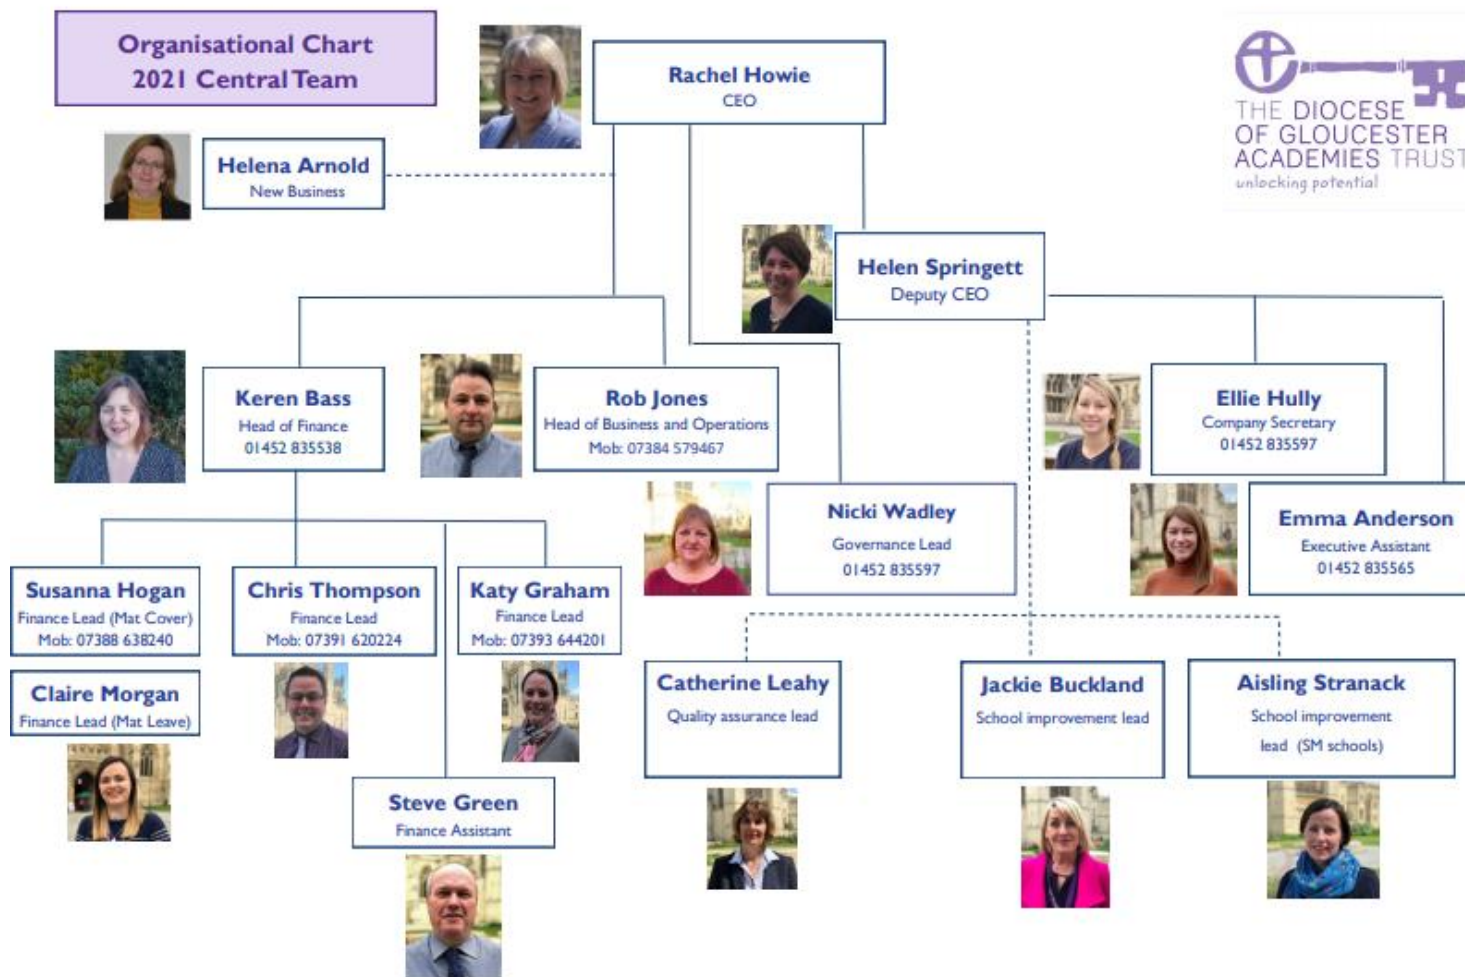 Organisational Chart
2021 Central Team
Rachel Howie
CEO
THE DIOCESE
OF GLOUCESTER
ACADEMIES TRUST
unlocking potential
Helena Arnold
New Business
Helen Springett
Deputy CEO
Keren Bass
Head of Finance
01452 835538
Rob Jones
Head of Business and Operations
Mob: 07384 579467
Ellie Hully
Company Secretary
01452 835597
Nicki Wadley
Governance Lead
01452 835597
Emma Anderson
Executive Assistant
01452 835565
Susanna Hogan
Finance Lead (Mat Cover)
Mob: 07388 638240
Chris Thompson
Finance Lead
Mob: 07391 620224
Katy Graham
Finance Lead
Mob: 07393 644201
Claire Morgan
Finance Lead (Mat Leave)
Catherine Leahy
Quality assurance lead
Jackie Buckland
School improvement lead
Aisling Stranack
School improvement
lead (SM schools)
Steve Green
Finance Assistant